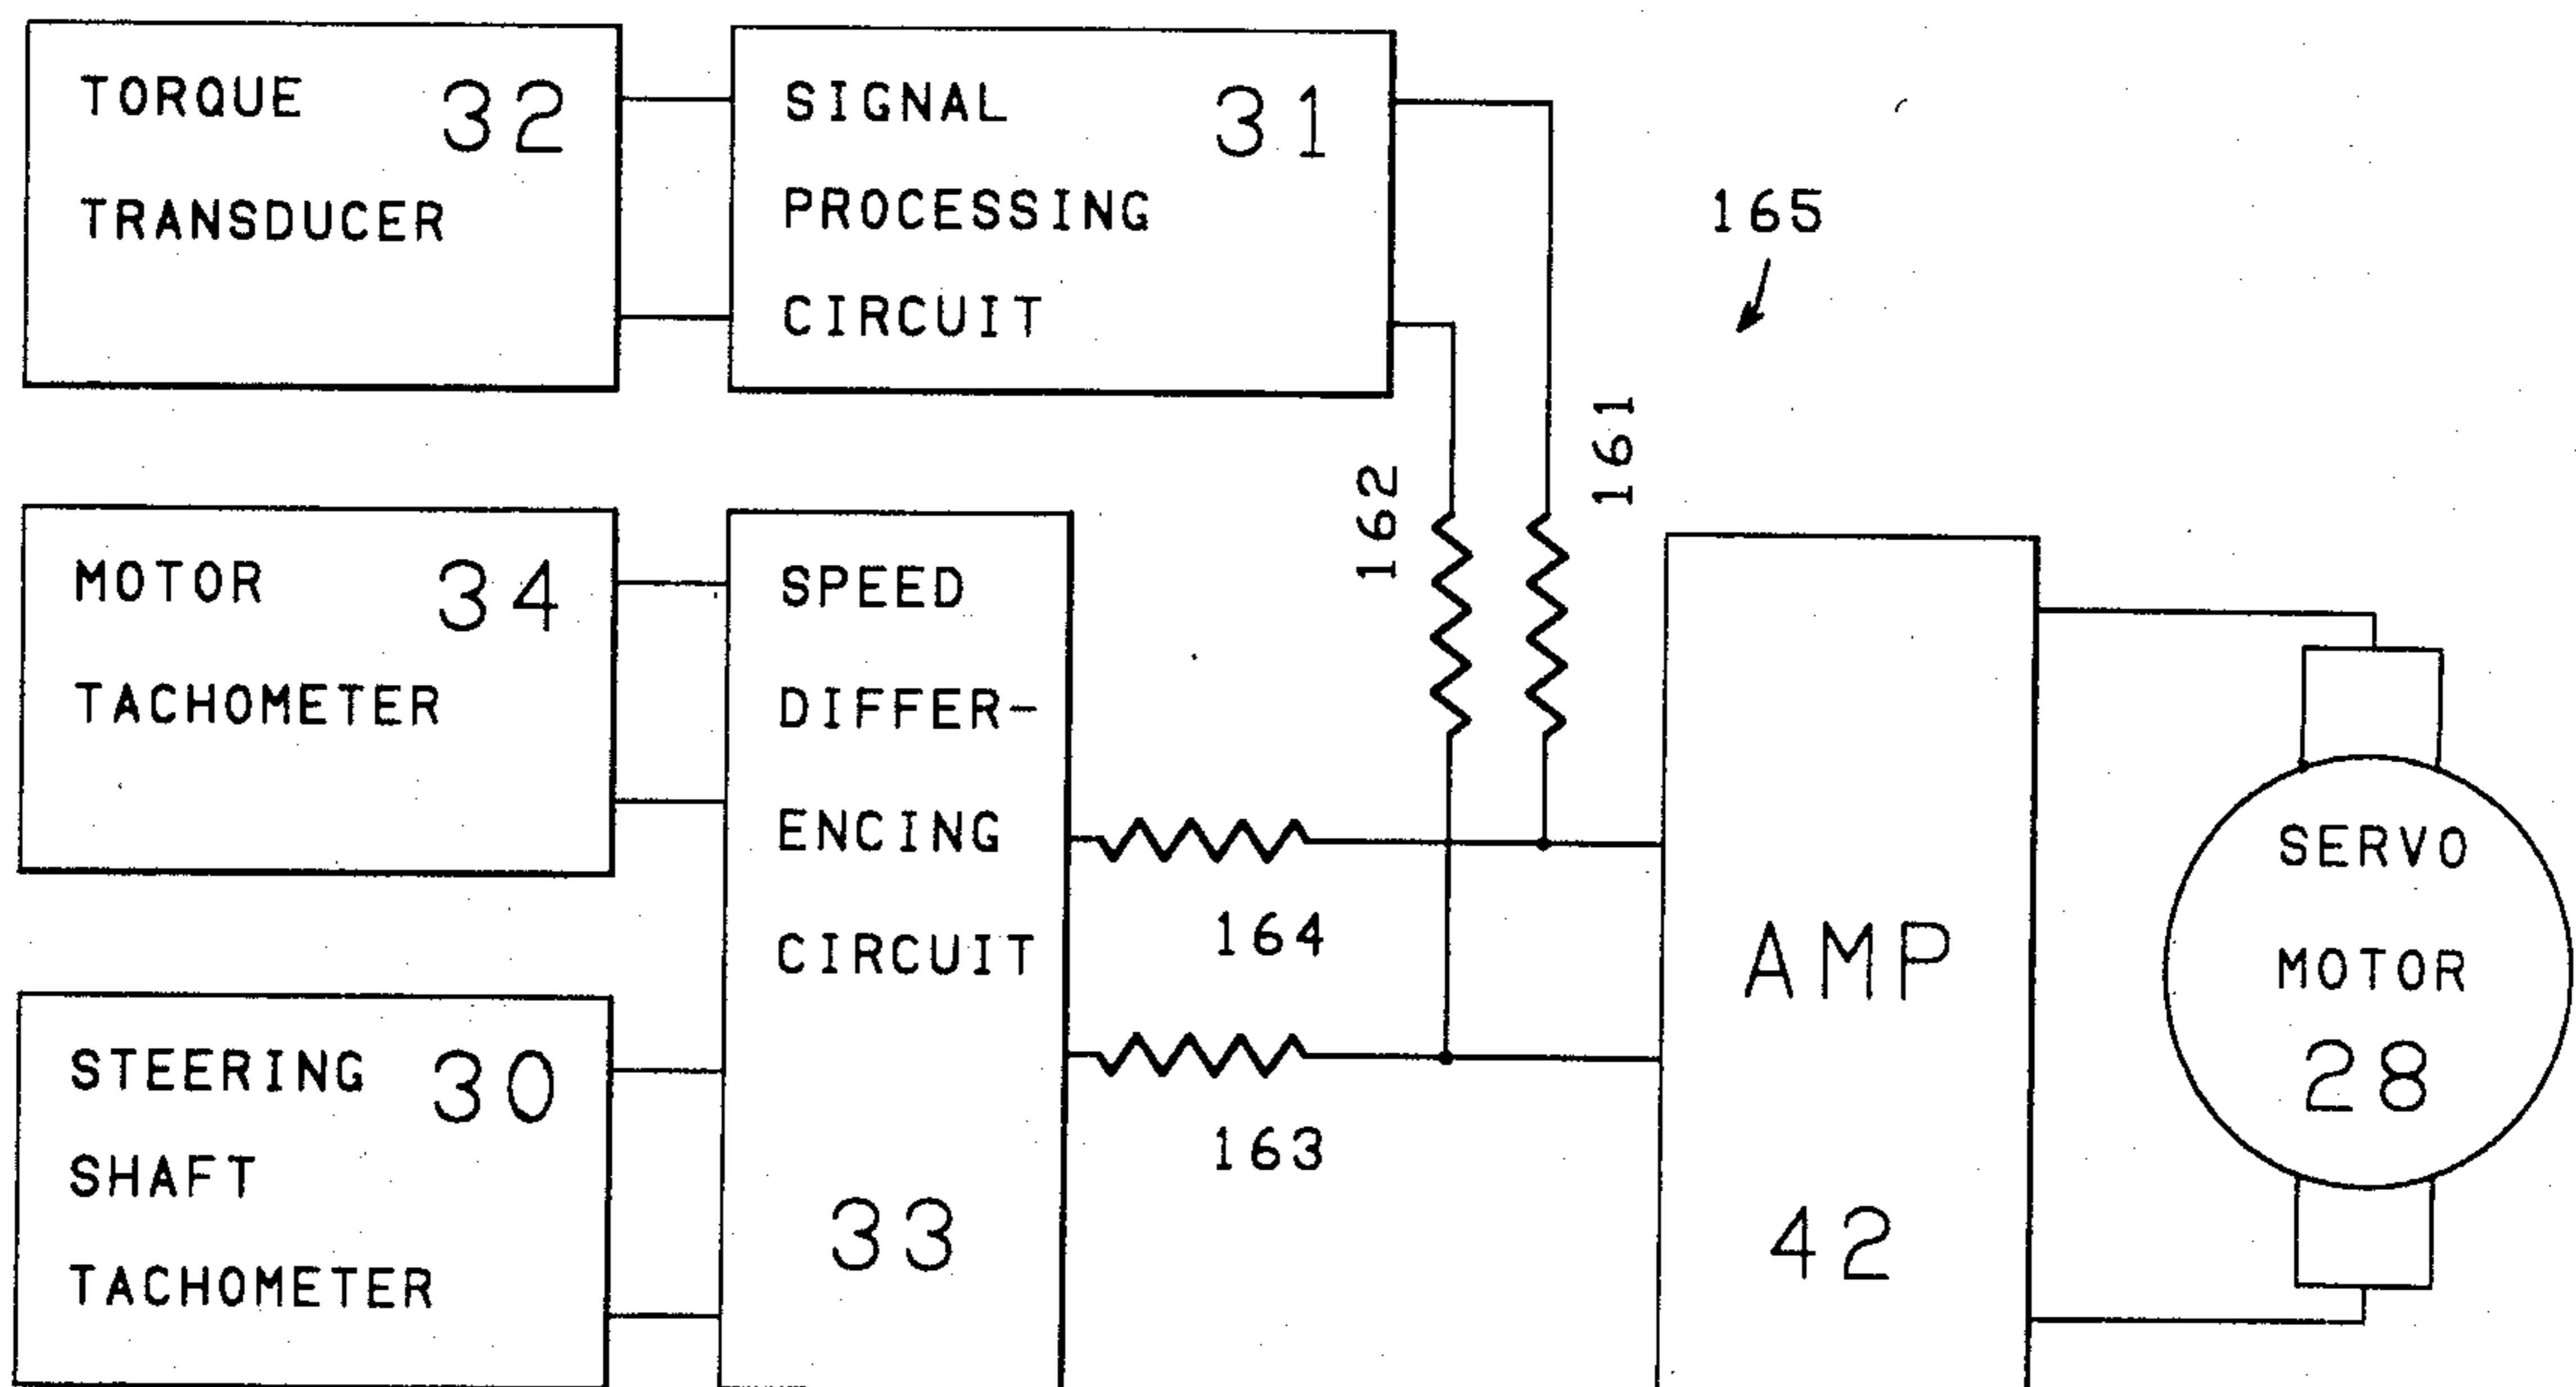 TORQUE 32
TRANSDUCER
SIGNAL 31
PROCESSING
CIRCUIT
165
161
162
MOTOR 34
TACHOMETER
SPEED
DIFFER-
ENCING
CIRCUIT
33
164
163
STEERING 30
SHAFT
TACHOMETER
AMP
42
SERVO
MOTOR
28